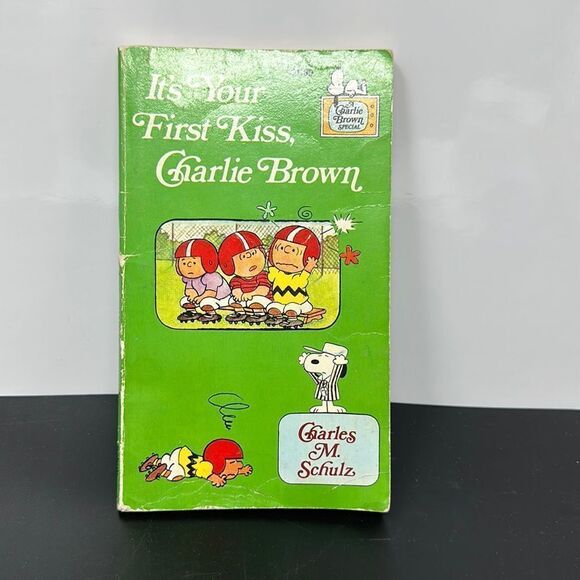 It's Your
First Kiss,
Charlie Brown
A
Charlie
Brown
SPECIAL
Charles
M.
Schulz